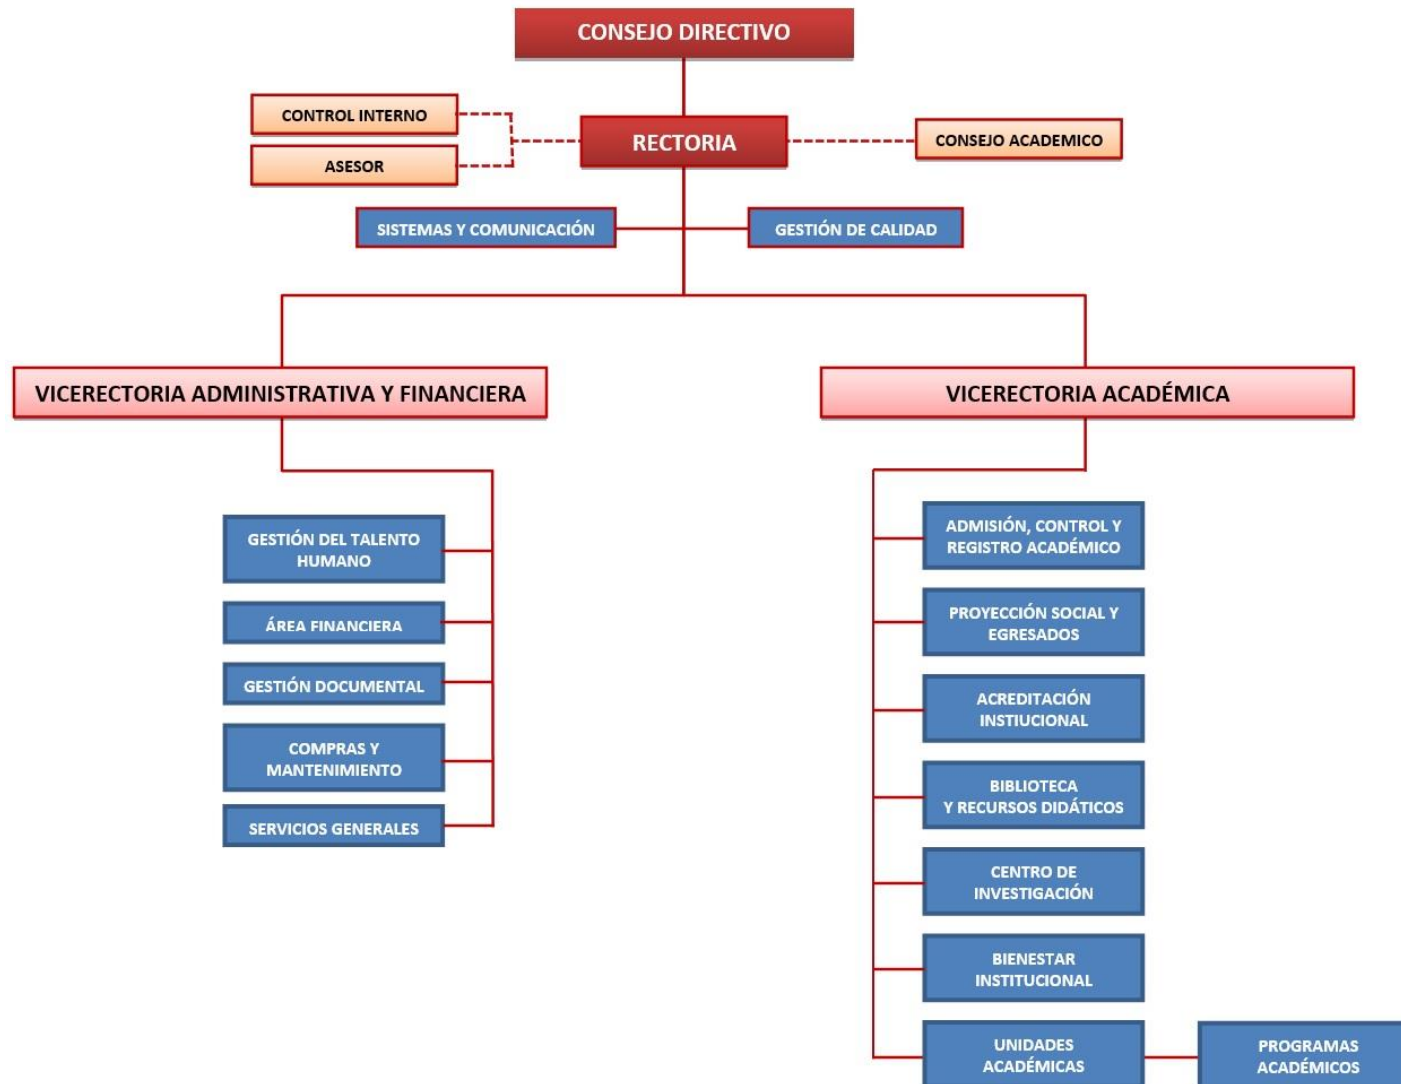 CONSEJO DIRECTIVO
CONTROL INTERNO
ASESOR
RECTORIA
CONSEJO ACADEMICO
SISTEMAS Y COMUNICACIÓN
GESTIÓN DE CALIDAD
VICERECTORIA ADMINISTRATIVA Y FINANCIERA
VICERECTORIA ACADÉMICA
GESTIÓN DEL TALENTO
HUMANO
ÁREA FINANCIERA
GESTIÓN DOCUMENTAL
COMPRAS Y
MANTENIMIENTO
SERVICIOS GENERALES
ADMISIÓN, CONTROL Y
REGISTRO ACADÉMICO
PROYECCIÓN SOCIAL Y
EGRESADOS
ACREDITACIÓN
INSTIUCIONAL
BIBLIOTECA
Y RECURSOS DIDÁTICOS
CENTRO DE
INVESTIGACIÓN
BIENESTAR
INSTITUCIONAL
UNIDADES
ACADÉMICAS
PROGRAMAS
ACADÉMICOS